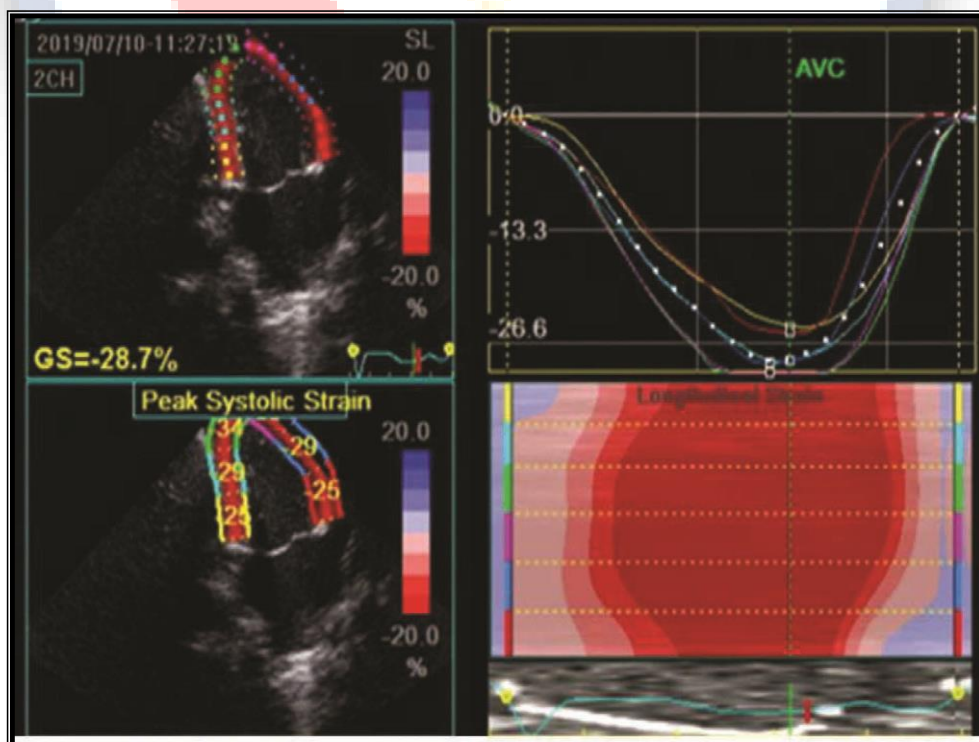 2019/07/10-11:27:19
SL
20.0
2CH
-20.0
%
GS=-28.7%
AVC
0.0
-13.3
-26.6
Peak Systolic Strain
20.0
34
29
-29
-25
-25
-20.0
%
Longitudinal Strain